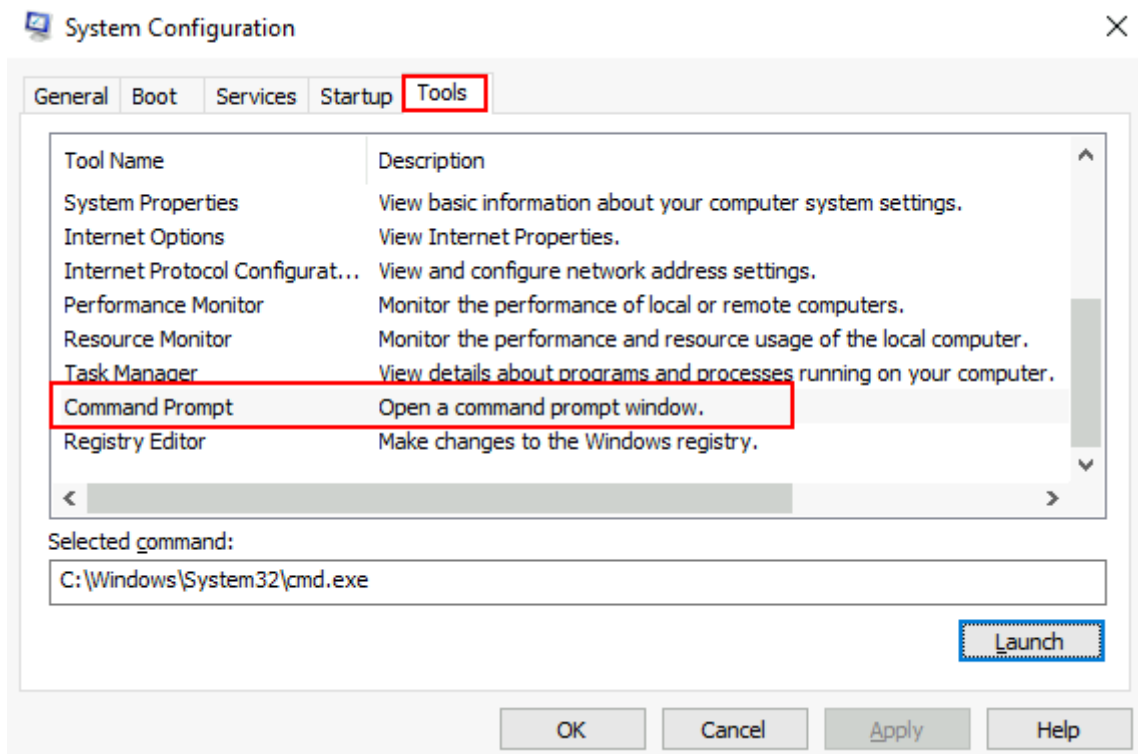 System Configuration
General Boot Services Startup Tools
Tool Name Description
System Properties View basic information about your computer system settings.
Internet Options View Internet Properties.
Internet Protocol Configurat... View and configure network address settings.
Performance Monitor Monitor the performance of local or remote computers.
Resource Monitor Monitor the performance and resource usage of the local computer.
Task Manager View details about programs and processes running on your computer.
Command Prompt Open a command prompt window.
Registry Editor Make changes to the Windows registry.
Selected command:
C:\Windows\System32\cmd.exe
Launch
OK Cancel Apply Help